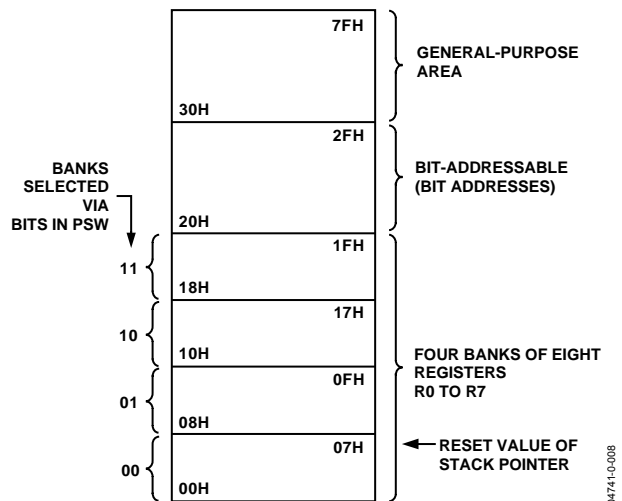 7FH
GENERAL-PURPOSE
AREA
30H
2FH
BANKS
SELECTED
VIA
BITS IN PSW
BIT-ADDRESSABLE
(BIT ADDRESSES)
20H
1FH
11
18H
17H
10
10H
FOUR BANKS OF EIGHT
REGISTERS
R0 TO R7
0FH
01
08H
07H
RESET VALUE OF
STACK POINTER
00
00H
04741-0-008